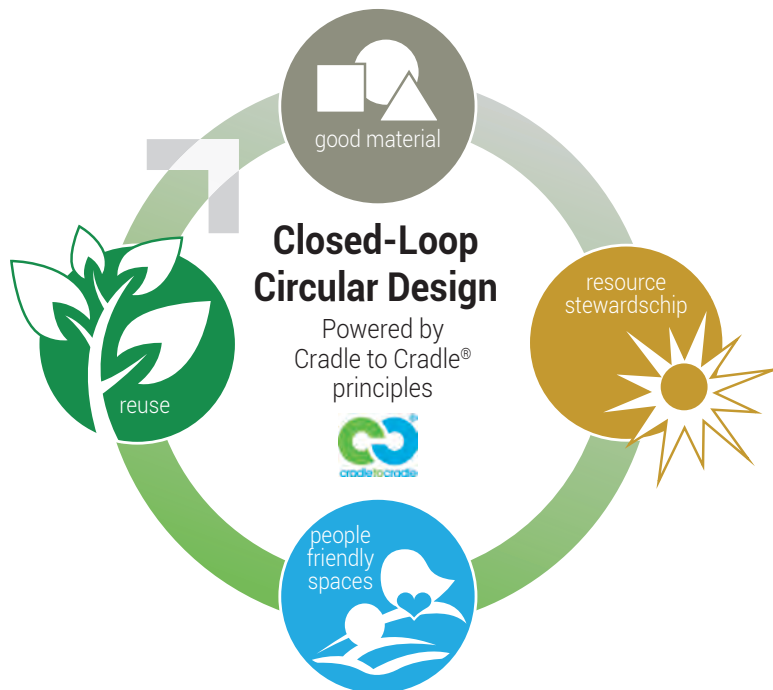 good material
Closed-Loop
Circular Design
Powered by
Cradle to Cradle®
principles
cradletocradle
®
resource
stewardschip
reuse
people
friendly
spaces